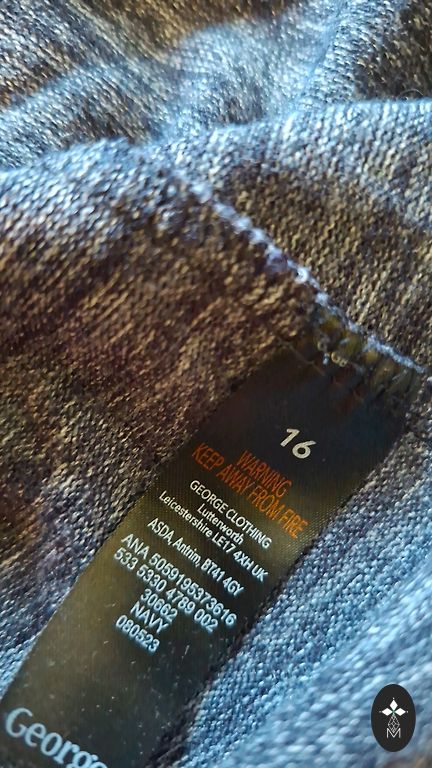 16
WARNING
KEEP AWAY FROM FIRE
GEORGE CLOTHING
Lutterworth
Leicestershire LE17 4XH UK
ASDA, Antrim, BT41 4GY
ANA 5059195373616
533 5330 4789 002
30662
NAVY
080523
George
M